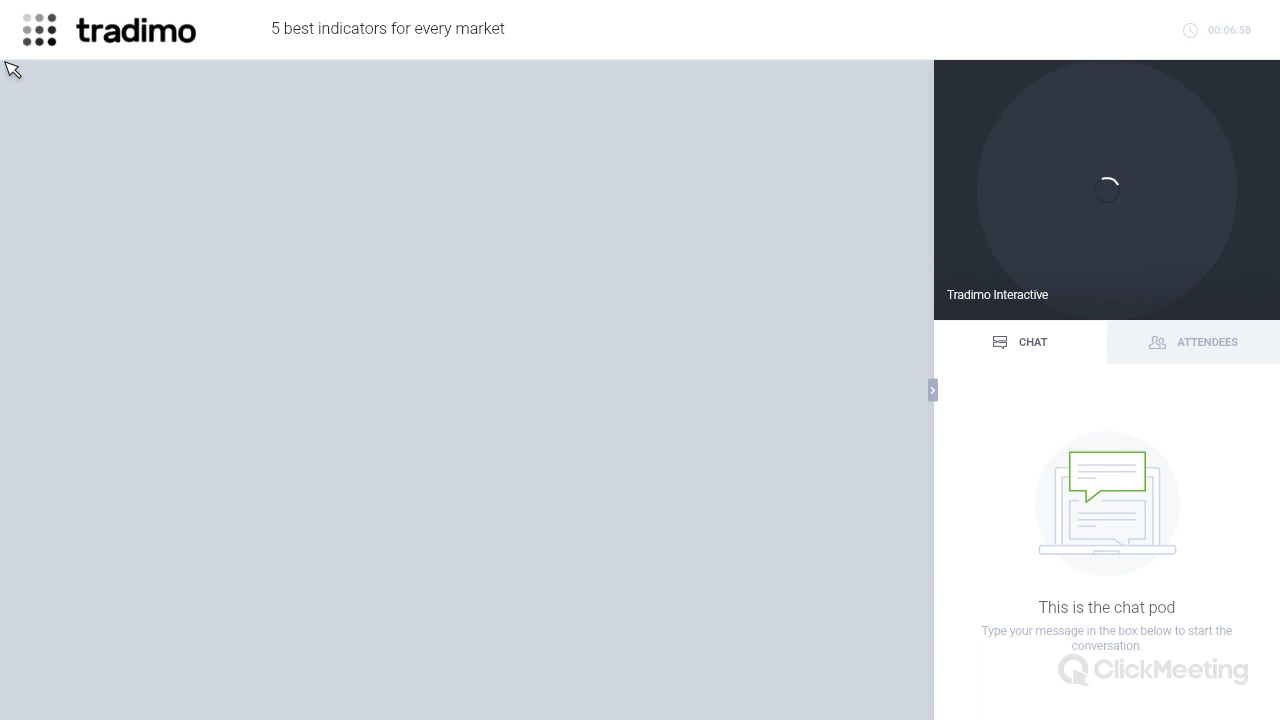 tradimo
5 best indicators for every market
00:06:58
Tradimo Interactive
CHAT
ATTENDEES
This is the chat pod
Type your message in the box below to start the
conversation.
ClickMeeting